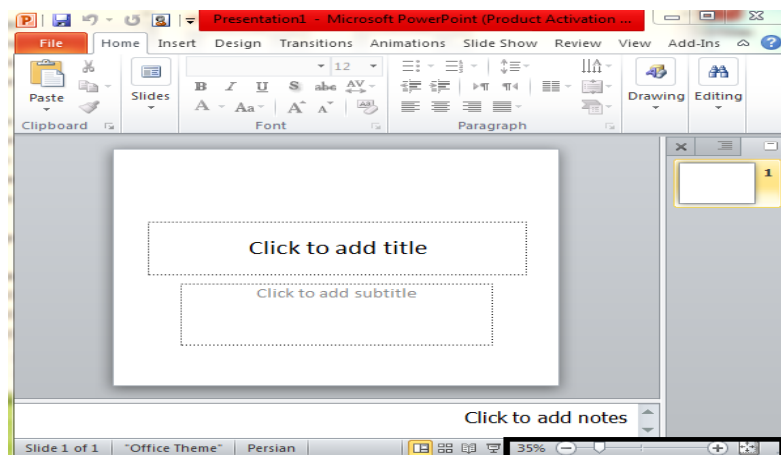 Presentation1 - Microsoft PowerPoint (Product Activation ...
File Home Insert Design Transitions Animations Slide Show Review View Add-Ins
12
B I U S abc AV
A Aa A A
Paste Slides Drawing Editing
Clipboard Font Paragraph
1
Click to add title
Click to add subtitle
Click to add notes
Slide 1 of 1 "Office Theme" Persian 35%